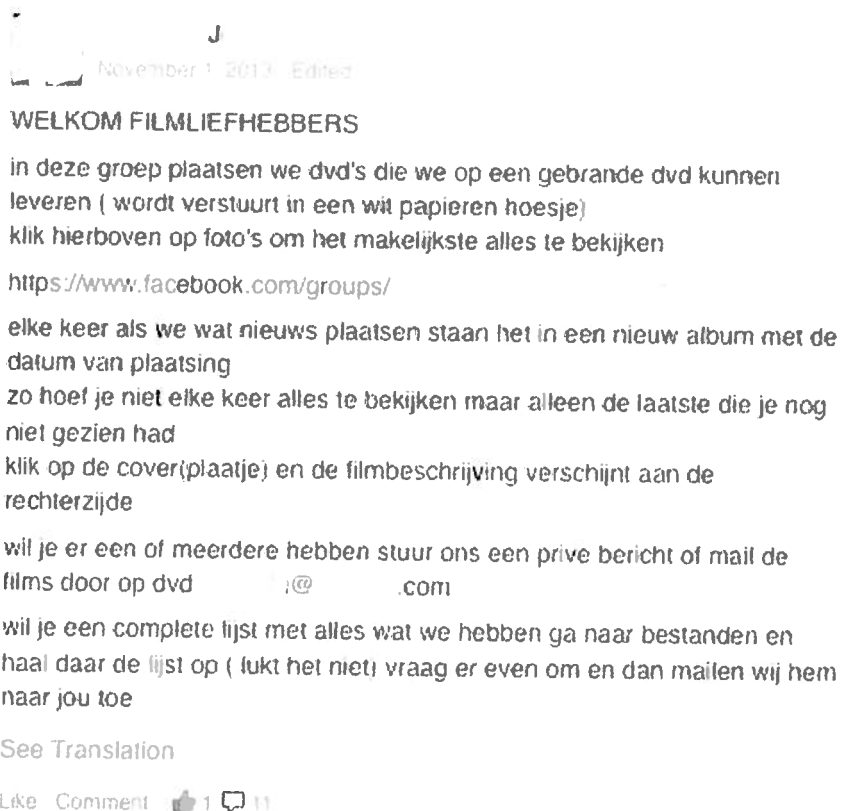 J
November 1, 2013 Edited
WELKOM FILMLIEFHEBBERS
in deze groep plaatsen we dvd's die we op een gebrande dvd kunnen
leveren ( wordt verstuurt in een wit papieren hoesje)
klik hierboven op foto's om het makelijkste alles te bekijken
https://www.facebook.com/groups/
elke keer als we wat nieuws plaatsen staan het in een nieuw album met de
datum van plaatsing
zo hoef je niet elke keer alles te bekijken maar alleen de laatste die je nog
niet gezien had
klik op de cover(plaatje) en de filmbeschrijving verschijnt aan de
rechterzijde
wil je er een of meerdere hebben stuur ons een prive bericht of mail de
films door op dvd @ .com
wil je een complete lijst met alles wat we hebben ga naar bestanden en
haal daar de lijst op ( lukt het niet) vraag er even om en dan mailen wij hem
naar jou toe
See Translation
Like Comment 1 11